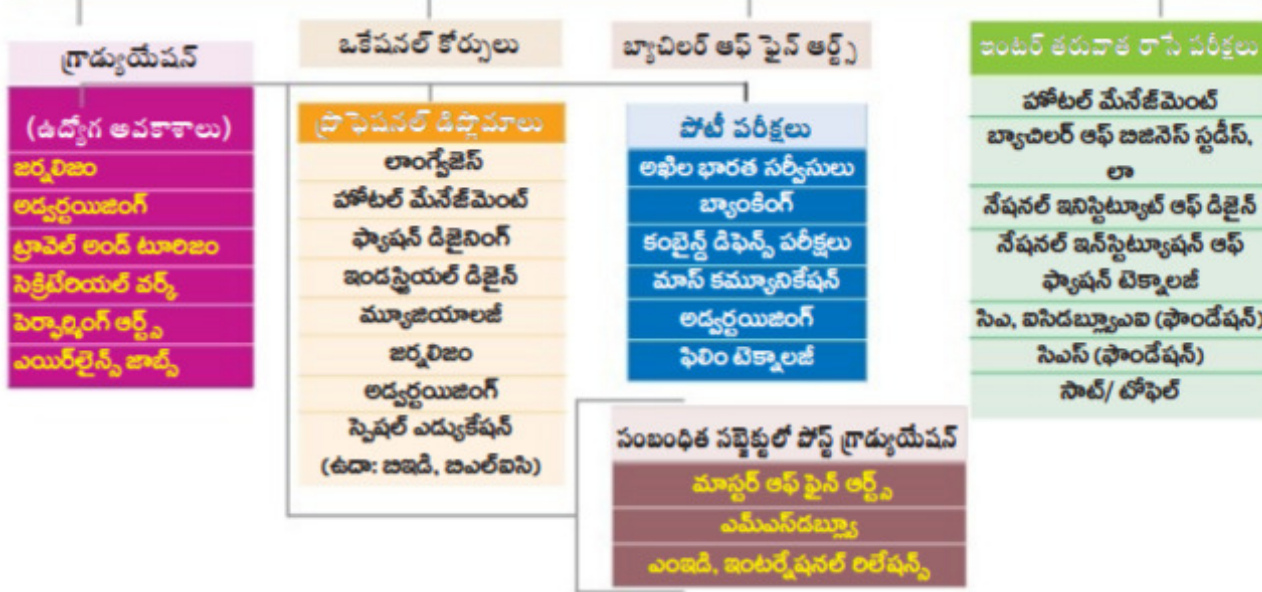 గ్రాడ్యుయేషన్
(ఉద్యోగ అవకాశాలు)
జర్నలిజం
అడ్వర్టయిజింగ్
ట్రావెల్ అండ్ టూరిజం
సెక్రిటేరియల్ వర్క్
పెర్ఫార్మింగ్ ఆర్ట్స్
ఎయిర్‌లైన్స్ జాబ్స్
ఒకేషనల్ కోర్సులు
ప్రొఫెషనల్ డిప్లొమాలు
లాంగ్వేజెస్
హోటల్ మేనేజ్‌మెంట్
ఫ్యాషన్ డిజైనింగ్
ఇండస్ట్రియల్ డిజైన్
మ్యూజియాలజీ
జర్నలిజం
అడ్వర్టయిజింగ్
స్పెషల్ ఎడ్యుకేషన్
(ఉదా: బిఇడి, బిఎల్ఐసి)
బ్యాచిలర్ ఆఫ్ ఫైన్ ఆర్ట్స్
పోటీ పరీక్షలు
అఖిల భారత సర్వీసులు
బ్యాంకింగ్
కంబైన్డ్ డిఫెన్స్ పరీక్షలు
మాస్ కమ్యూనికేషన్
అడ్వర్టయిజింగ్
ఫిలిం టెక్నాలజీ
సంబంధిత సబ్జెక్టులో పోస్ట్ గ్రాడ్యుయేషన్
మాస్టర్ ఆఫ్ ఫైన్ ఆర్ట్స్
ఎమ్ఎస్‌డబ్ల్యూ
ఎంఇడి, ఇంటర్నేషనల్ రిలేషన్స్
ఇంటర్ తరువాత రాసే పరీక్షలు
హోటల్ మేనేజ్‌మెంట్
బ్యాచిలర్ ఆఫ్ బిజినెస్ స్టడీస్,
లా
నేషనల్ ఇనిస్టిట్యూట్ ఆఫ్ డిజైన్
నేషనల్ ఇన్‌స్టిట్యూషన్ ఆఫ్
ఫ్యాషన్ టెక్నాలజీ
సిఎ, ఐసిడబ్ల్యూఎఐ (ఫౌండేషన్)
సిఎస్ (ఫౌండేషన్)
సాట్/ టోఫెల్